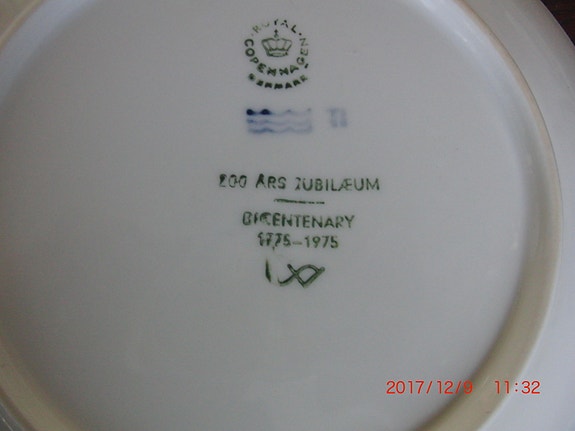 ROYAL
COPENHAGEN
DENMARK
200 ÅRS JUBILÆUM
BICENTENARY
1775-1975
2017/12/9 11:32